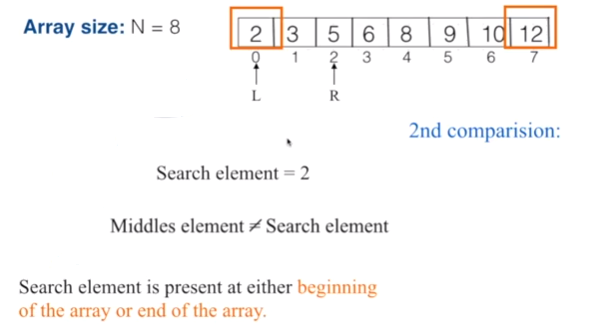 Array size: N = 8
2 3 5 6 8 9 10 12
0 1 2 3 4 5 6 7
L R
2nd comparision:
Search element = 2
Middles element ≠ Search element
Search element is present at either beginning
of the array or end of the array.